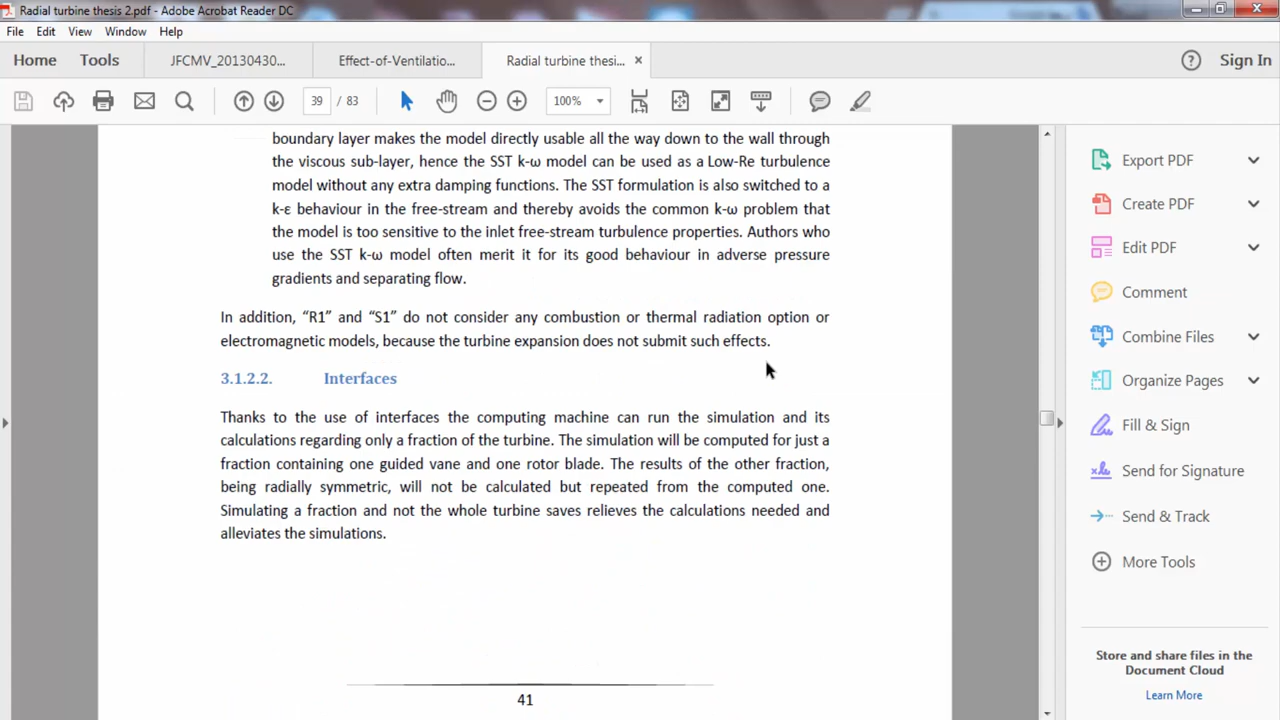 Radial turbine thesis 2.pdf - Adobe Acrobat Reader DC
File Edit View Window Help
Home Tools JFCMV_20130430... Effect-of-Ventilatio... Radial turbine thesi... × Sign In
39 / 83 100%
boundary layer makes the model directly usable all the way down to the wall through
the viscous sub-layer, hence the SST k-ω model can be used as a Low-Re turbulence
model without any extra damping functions. The SST formulation is also switched to a
k-ε behaviour in the free-stream and thereby avoids the common k-ω problem that
the model is too sensitive to the inlet free-stream turbulence properties. Authors who
use the SST k-ω model often merit it for its good behaviour in adverse pressure
gradients and separating flow.
In addition, “R1” and “S1” do not consider any combustion or thermal radiation option or
electromagnetic models, because the turbine expansion does not submit such effects.
3.1.2.2. Interfaces
Thanks to the use of interfaces the computing machine can run the simulation and its
calculations regarding only a fraction of the turbine. The simulation will be computed for just a
fraction containing one guided vane and one rotor blade. The results of the other fraction,
being radially symmetric, will not be calculated but repeated from the computed one.
Simulating a fraction and not the whole turbine saves relieves the calculations needed and
alleviates the simulations.
41
Export PDF
Create PDF
Edit PDF
Comment
Combine Files
Organize Pages
Fill & Sign
Send for Signature
Send & Track
More Tools
Store and share files in the
Document Cloud
Learn More